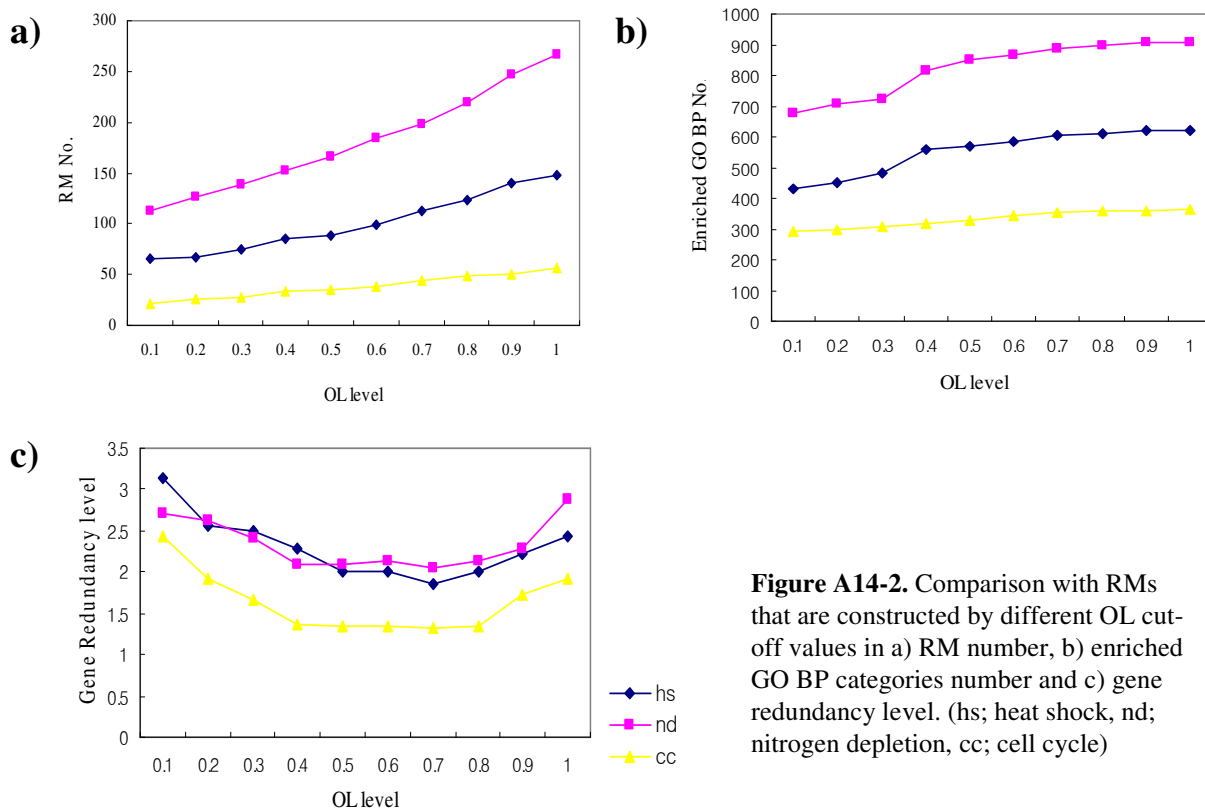 a)
300
250
200
150
100
50
0
RM No.
0.1 0.2 0.3 0.4 0.5 0.6 0.7 0.8 0.9 1
OL level
b)
1000
900
800
700
600
500
400
300
200
100
0
Enriched GO BP No.
0.1 0.2 0.3 0.4 0.5 0.6 0.7 0.8 0.9 1
OL level
c)
3.5
3
2.5
2
1.5
1
0.5
0
Gene Redundancy level
0.1 0.2 0.3 0.4 0.5 0.6 0.7 0.8 0.9 1
OL level
hs
nd
cc
Figure A14-2. Comparison with RMs
that are constructed by different OL cut-
off values in a) RM number, b) enriched
GO BP categories number and c) gene
redundancy level. (hs; heat shock, nd;
nitrogen depletion, cc; cell cycle)